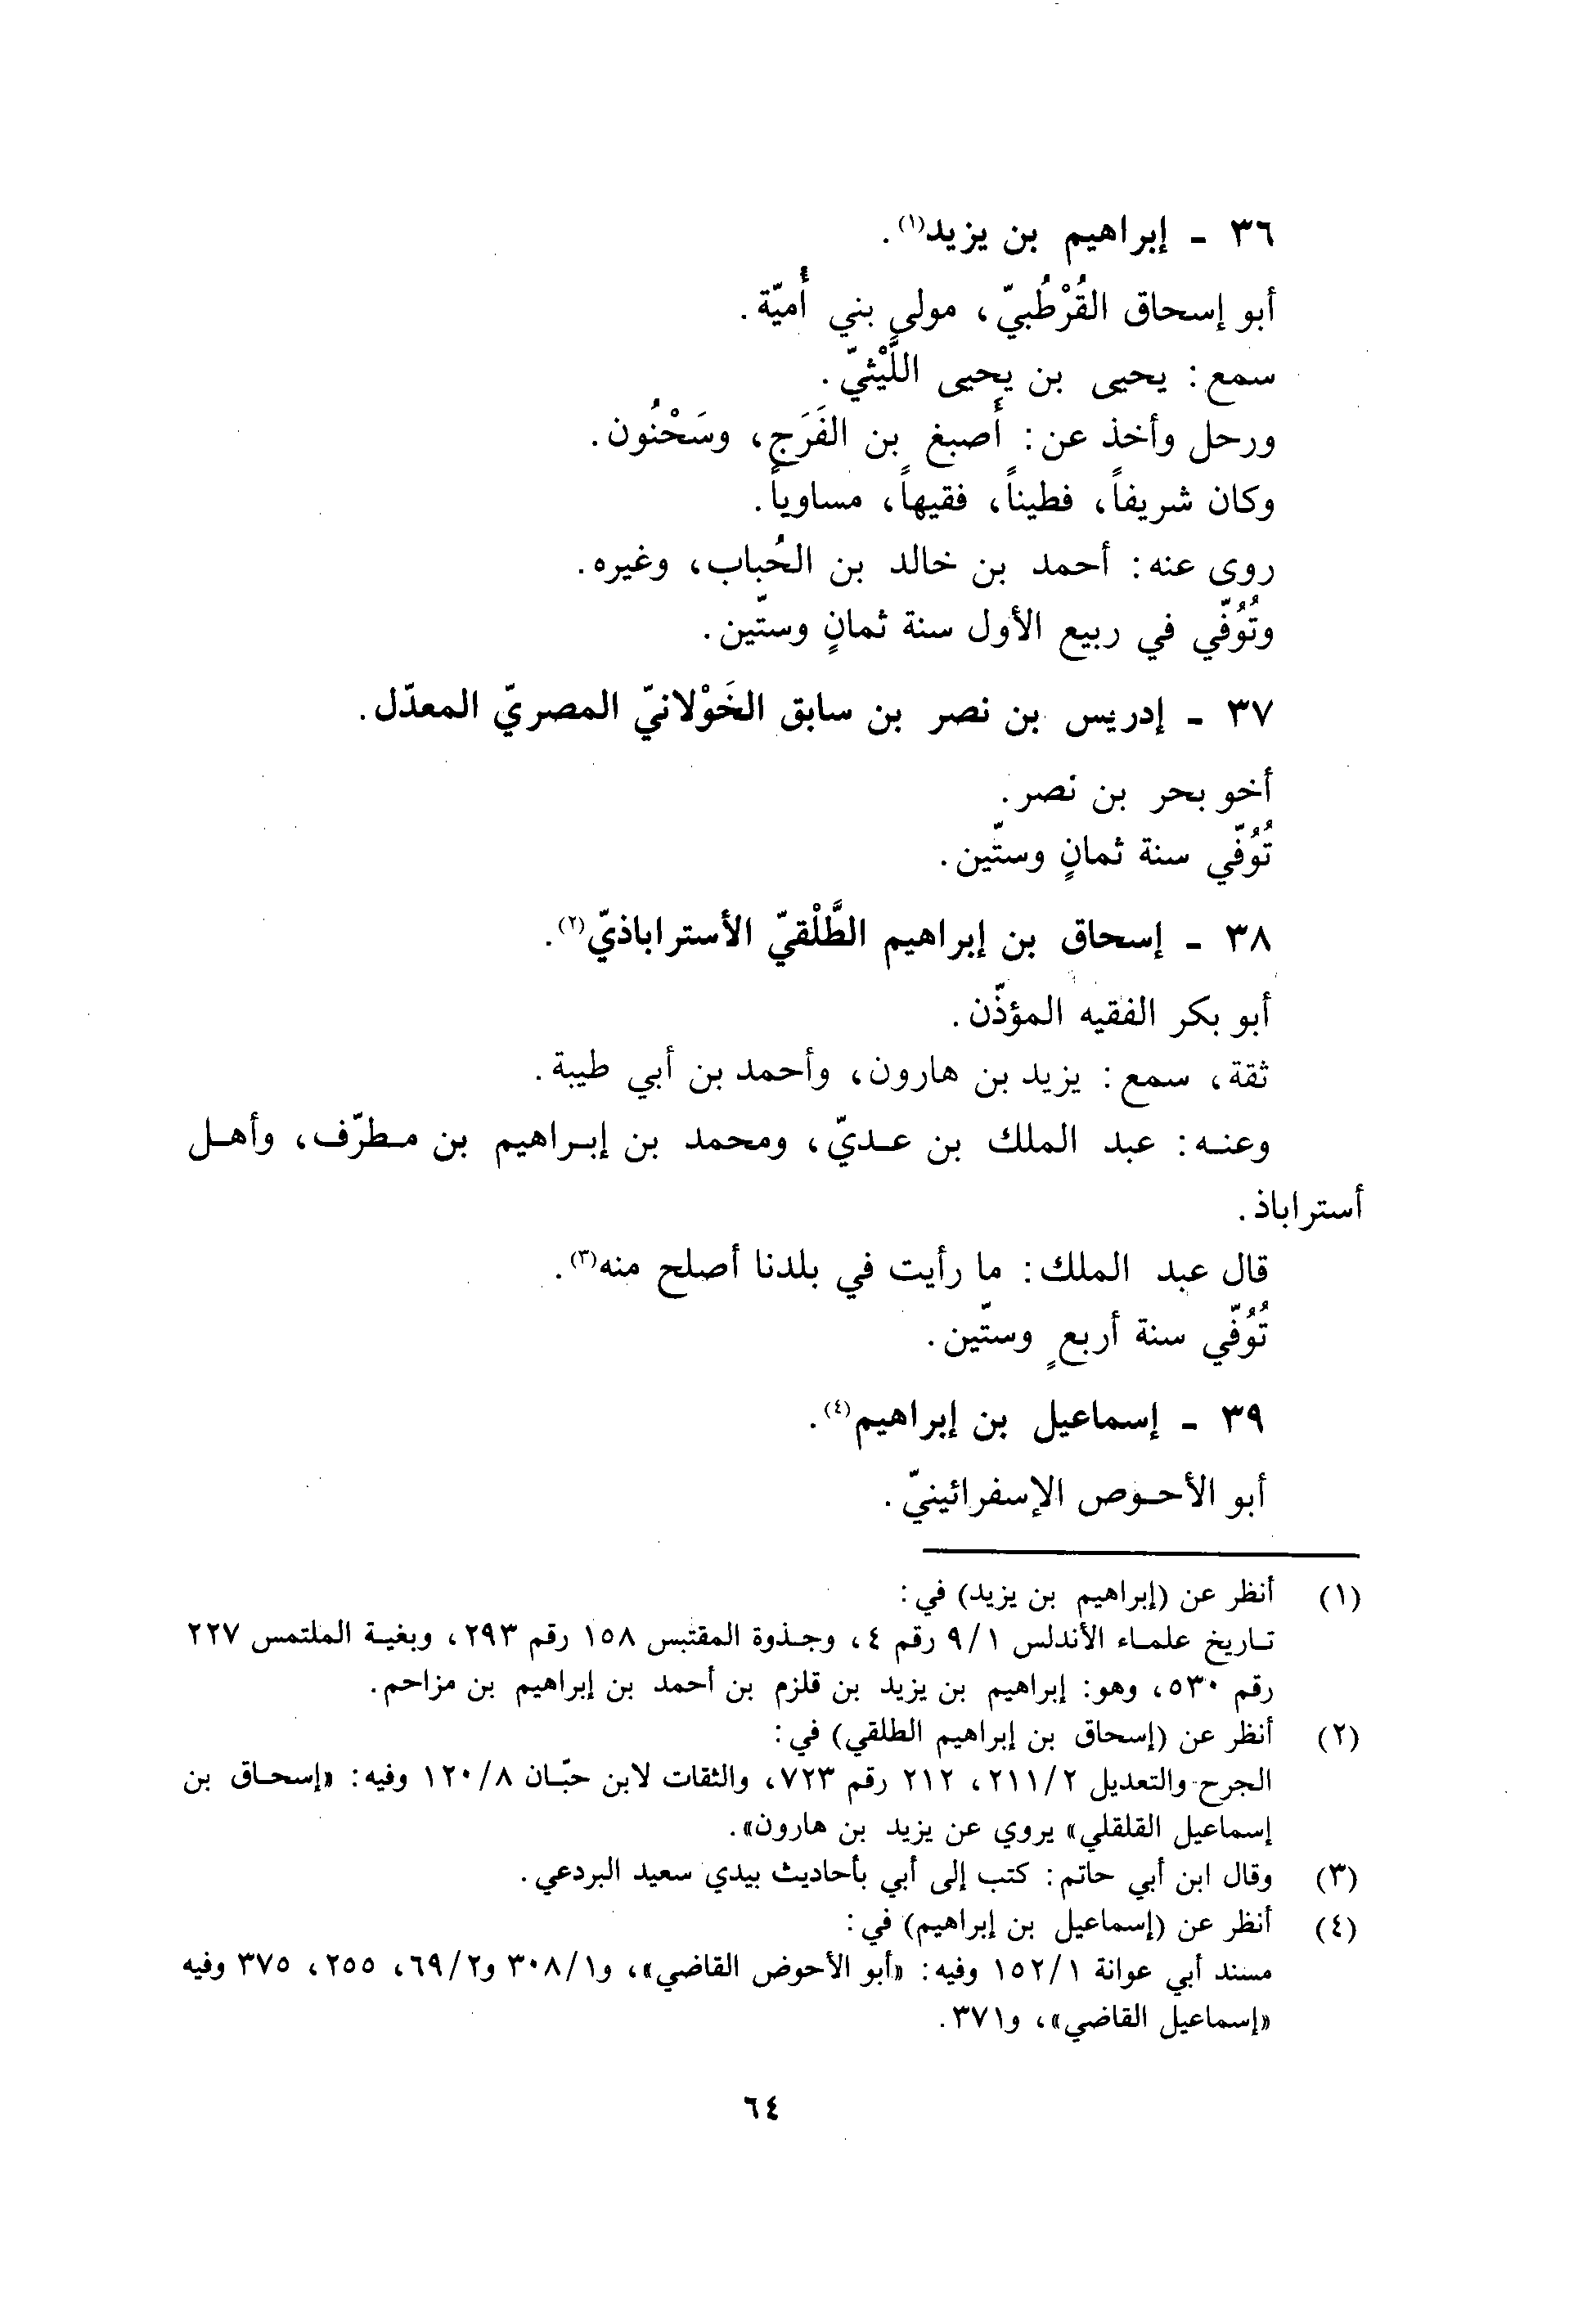 ٣٦ - إبراهيم بن يزيد(١).
أبو إسحاق القُرْطُبيّ، مولى بني أُميّة.
سمع: يحيى بن يحيى اللَّيْثيّ.
ورحل وأخذ عن: أَصبغ بن الفَرَج، وسَحْنُون.
وكان شريفاً، فطيناً، فقيهاً، مساوياً.
روى عنه: أحمد بن خالد بن الحُباب، وغيره.
وتُوُفّي في ربيع الأول سنة ثمانٍ وستّين.
٣٧ - إدريس بن نصر بن سابق الخَوْلانيّ المصريّ المعدّل.
أخو بحر بن نصر.
تُوُفّي سنة ثمانٍ وستّين.
٣٨ - إسحاق بن إبراهيم الطَّلْقيّ الأستراباذيّ(٢).
أبو بكر الفقيه المؤذّن.
ثقة، سمع: يزيد بن هارون، وأحمد بن أبي طيبة.
وعنه: عبد الملك بن عديّ، ومحمد بن إبراهيم بن مطرّف، وأهل
أستراباذ.
قال عبد الملك: ما رأيت في بلدنا أصلح منه(٣).
تُوُفّي سنة أربعٍ وستّين.
٣٩ - إسماعيل بن إبراهيم(٤).
أبو الأحوص الإسفرائينيّ.
(١) أنظر عن (إبراهيم بن يزيد) في:
تاريخ علماء الأندلس ٩/١ رقم ٤، وجذوة المقتبس ١٥٨ رقم ٢٩٣، وبغية الملتمس ٢٢٧
رقم ٥٣٠، وهو: إبراهيم بن يزيد بن قلزم بن أحمد بن إبراهيم بن مزاحم.
(٢) أنظر عن (إسحاق بن إبراهيم الطلقي) في:
الجرح والتعديل ٢١١/٢، ٢١٢ رقم ٧٢٣، والثقات لابن حبّان ١٢٠/٨ وفيه: «إسحاق بن
إسماعيل القلقلي» يروي عن يزيد بن هارون».
(٣) وقال ابن أبي حاتم: كتب إلى أبي بأحاديث بيدي سعيد البردعي.
(٤) أنظر عن (إسماعيل بن إبراهيم) في:
مسند أبي عوانة ١٥٢/١ وفيه: «أبو الأحوض القاضي»، و٣٠٨/١ و٦٩/٢، ٢٥٥، ٣٧٥ وفيه
«إسماعيل القاضي»، و٣٧١.
٦٤